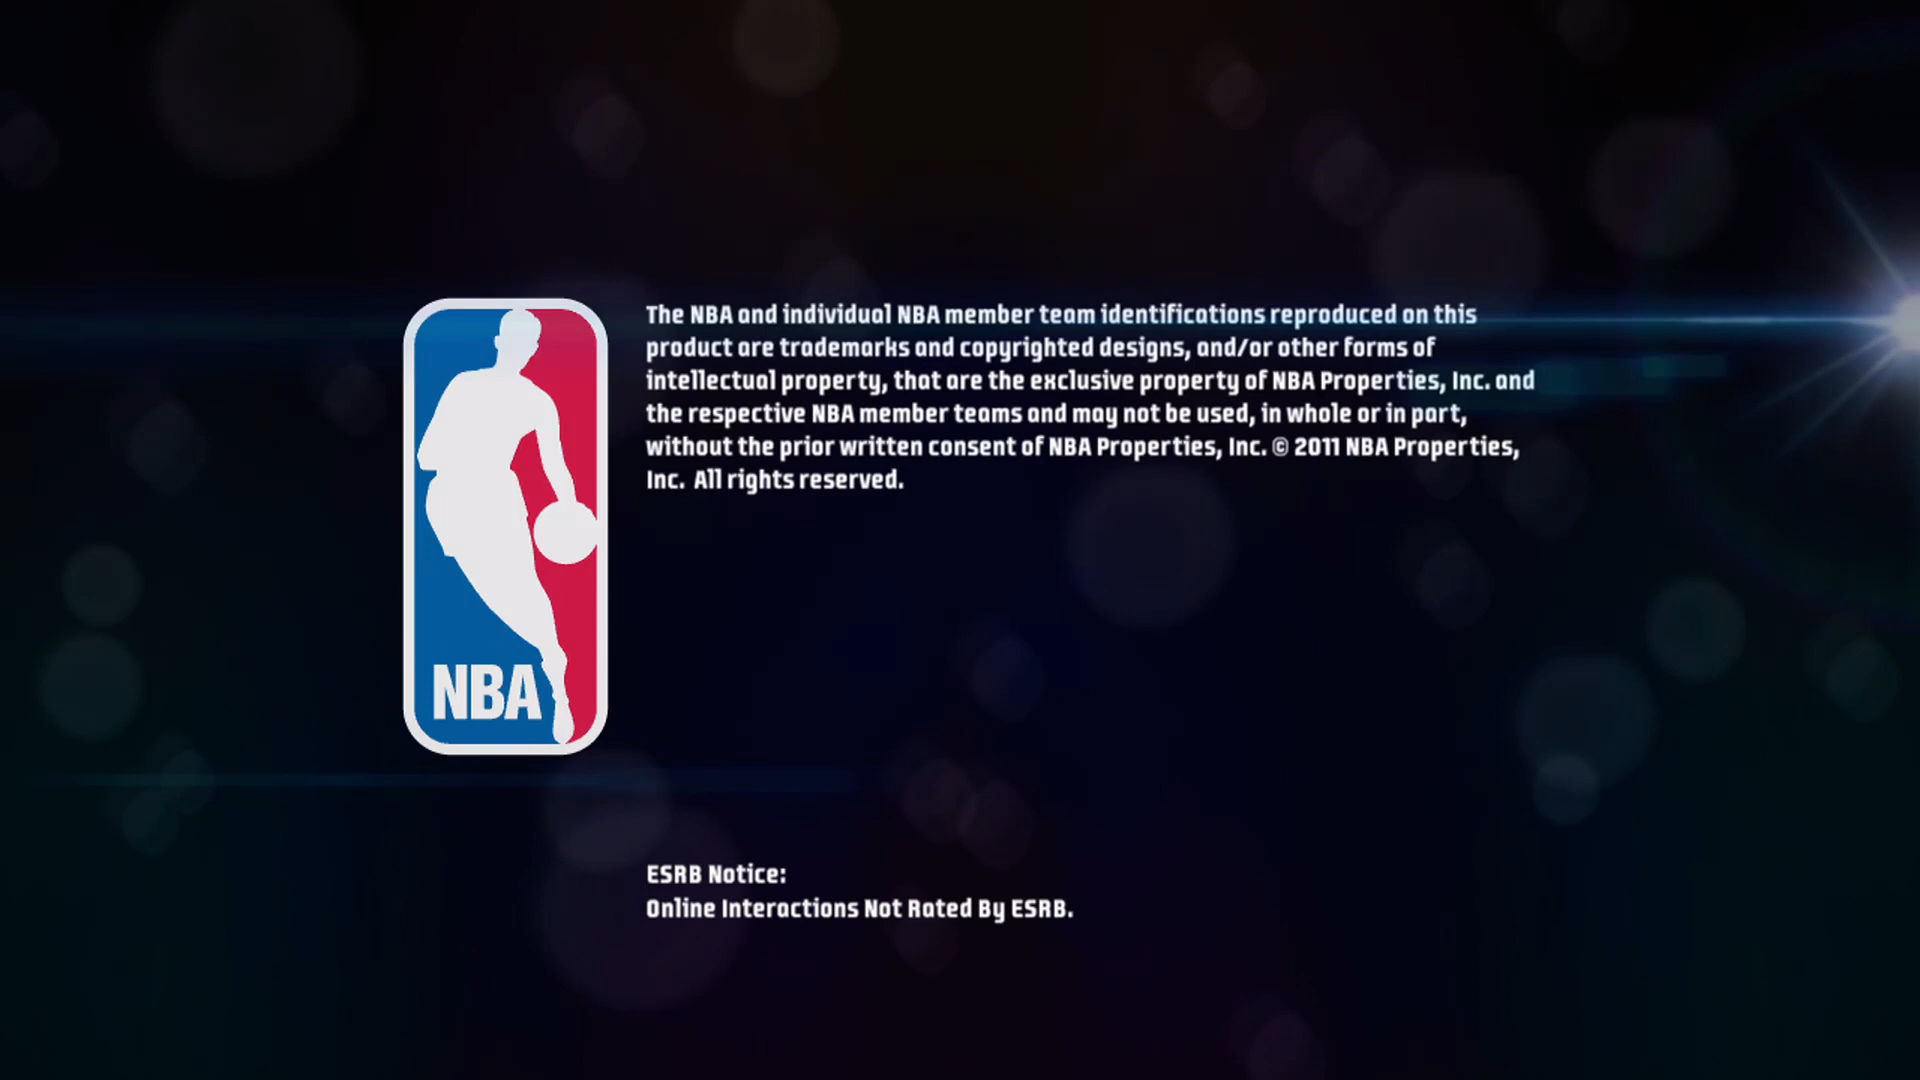 The NBA and individual NBA member team identifications reproduced on this
product are trademarks and copyrighted designs, and/or other forms of
intellectual property, that are the exclusive property of NBA Properties, Inc. and
the respective NBA member teams and may not be used, in whole or in part,
without the prior written consent of NBA Properties, Inc. © 2011 NBA Properties,
Inc. All rights reserved.
NBA
ESRB Notice:
Online Interactions Not Rated By ESRB.